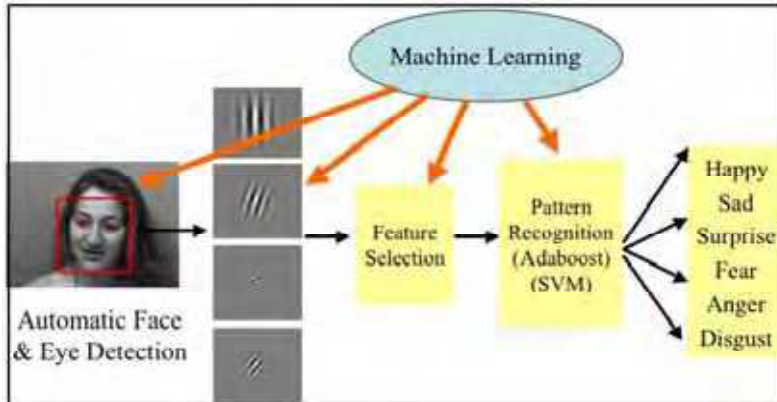 Machine Learning
Automatic Face
& Eye Detection
Feature
Selection
Pattern
Recognition
(Adaboost)
(SVM)
Happy
Sad
Surprise
Fear
Anger
Disgust